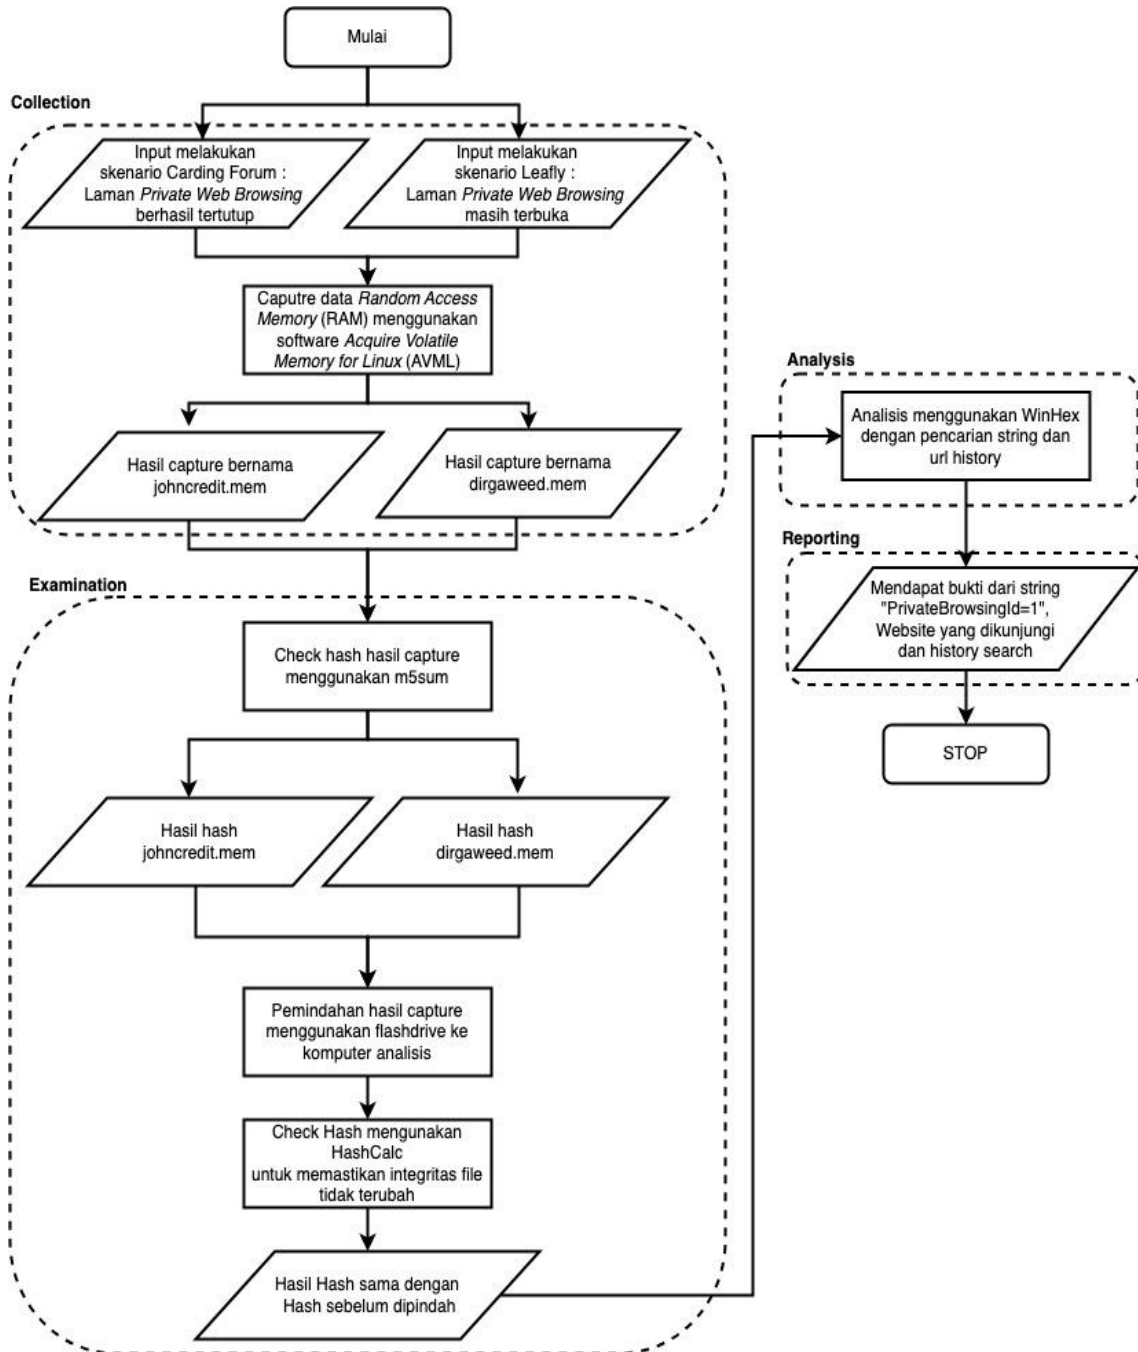 Mulai
Collection
Input melakukan
skenario Carding Forum :
Laman Private Web Browsing
berhasil tertutup
Input melakukan
skenario Leafly :
Laman Private Web Browsing
masih terbuka
Caputre data Random Access
Memory (RAM) menggunakan
software Acquire Volatile
Memory for Linux (AVML)
Hasil capture bernama
johncredit.mem
Hasil capture bernama
dirgaweed.mem
Examination
Check hash hasil capture
menggunakan m5sum
Hasil hash
johncredit.mem
Hasil hash
dirgaweed.mem
Pemindahan hasil capture
menggunakan flashdrive ke
komputer analisis
Check Hash mengunakan
HashCalc
untuk memastikan integritas file
tidak terubah
Hasil Hash sama dengan
Hash sebelum dipindah
Analysis
Analisis menggunakan WinHex
dengan pencarian string dan
url history
Reporting
Mendapat bukti dari string
"PrivateBrowsingId=1",
Website yang dikunjungi
dan history search
STOP